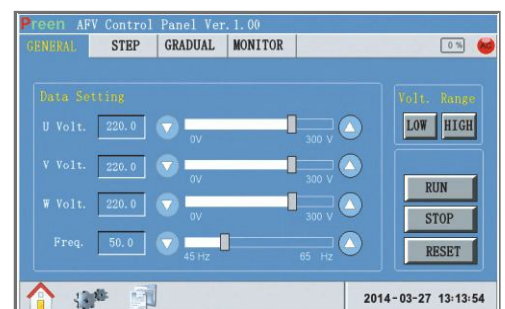 Preen AFV Control Panel Ver.1.00
GENERAL STEP GRADUAL MONITOR 0 %
Data Setting
Volt. Range
U Volt. 220.0 0V 300 V
LOW HIGH
V Volt. 220.0 0V 300 V
W Volt. 220.0 0V 300 V
RUN
STOP
Freq. 50.0 45 Hz 65 Hz
RESET
2014-03-27 13:13:54